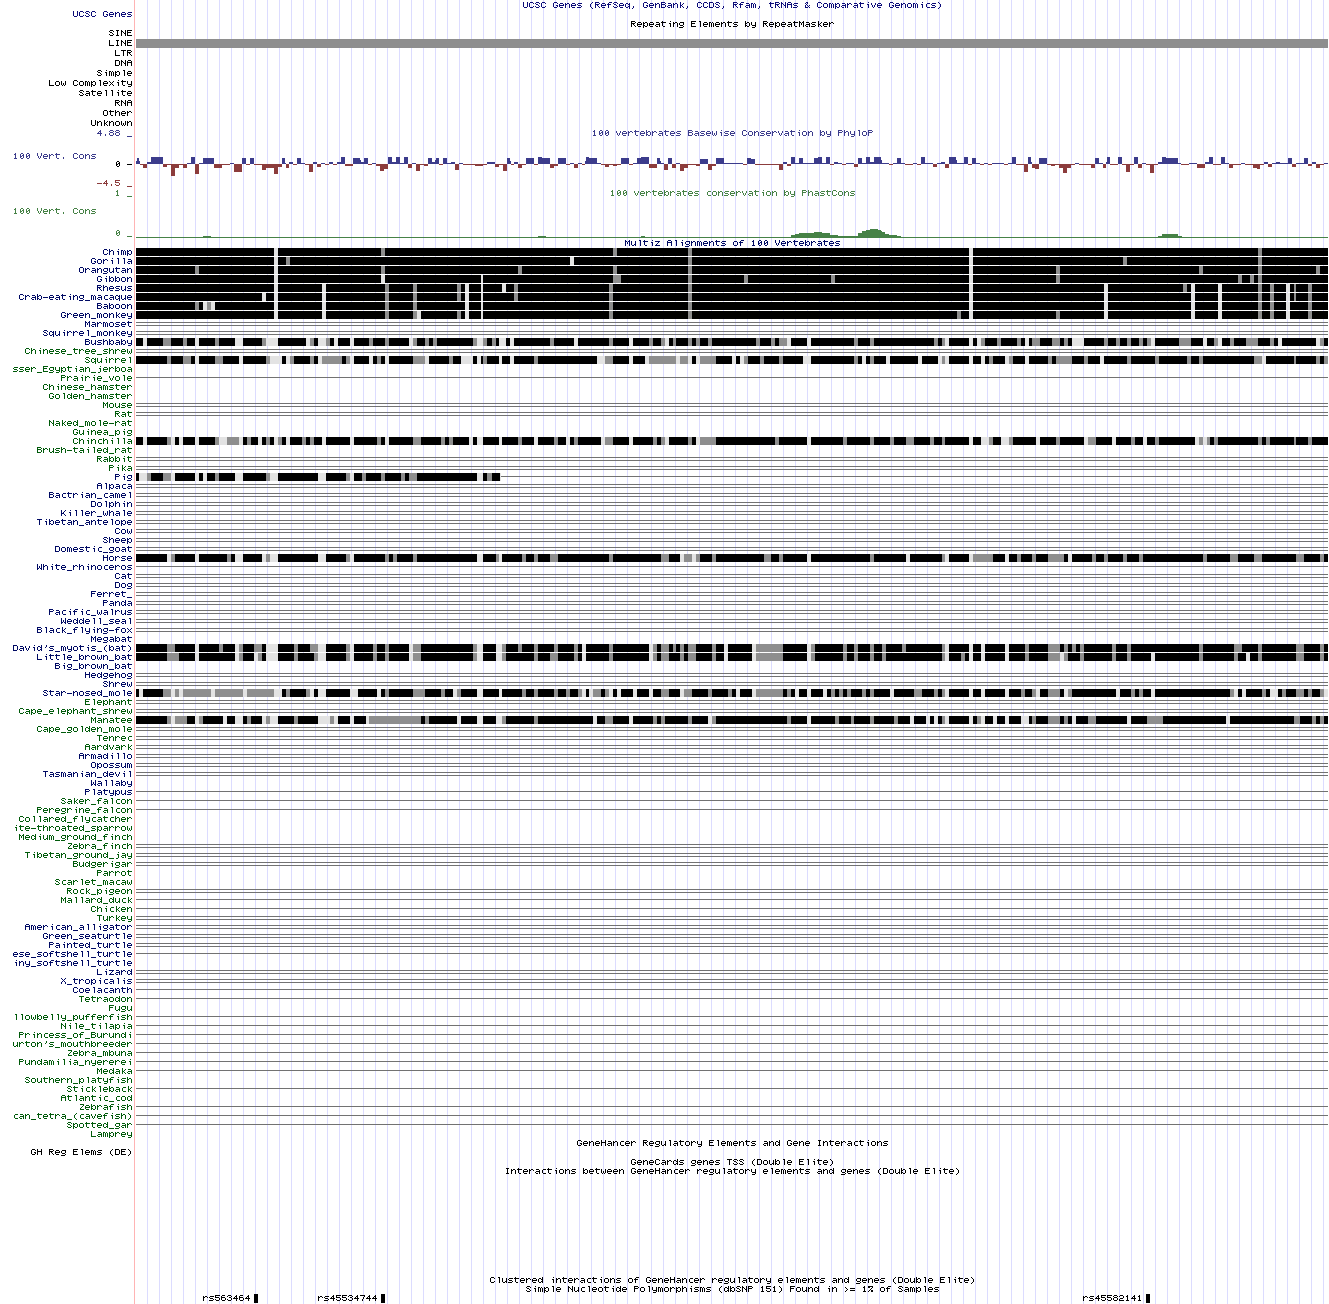 UCSC Genes (RefSeq, GenBank, CCDS, Rfam, tRNAs & Comparative Genomics)
UCSC Genes
Repeating Elements by RepeatMasker
SINE
LINE
LTR
DNA
Simple
Low Complexity
Satellite
RNA
Other
Unknown
4.88 _
100 vertebrates Basewise Conservation by PhyloP
100 Vert. Cons
0 _
-4.5 _
1 _
100 vertebrates conservation by PhastCons
100 Vert. Cons
0 _
Multiz Alignments of 100 Vertebrates
Chimp
Gorilla
Orangutan
Gibbon
Rhesus
Crab-eating_macaque
Baboon
Green_monkey
Marmoset
Squirrel_monkey
Bushbaby
Chinese_tree_shrew
Squirrel
sser_Egyptian_jerboa
Prairie_vole
Chinese_hamster
Golden_hamster
Mouse
Rat
Naked_mole-rat
Guinea_pig
Chinchilla
Brush-tailed_rat
Rabbit
Pika
Pig
Alpaca
Bactrian_camel
Dolphin
Killer_whale
Tibetan_antelope
Cow
Sheep
Domestic_goat
Horse
White_rhinoceros
Cat
Dog
Ferret_
Panda
Pacific_walrus
Weddell_seal
Black_flying-fox
Megabat
David's_myotis_(bat)
Little_brown_bat
Big_brown_bat
Hedgehog
Shrew
Star-nosed_mole
Elephant
Cape_elephant_shrew
Manatee
Cape_golden_mole
Tenrec
Aardvark
Armadillo
Opossum
Tasmanian_devil
Wallaby
Platypus
Saker_falcon
Peregrine_falcon
Collared_flycatcher
ite-throated_sparrow
Medium_ground_finch
Zebra_finch
Tibetan_ground_jay
Budgerigar
Parrot
Scarlet_macaw
Rock_pigeon
Mallard_duck
Chicken
Turkey
American_alligator
Green_seaturtle
Painted_turtle
ese_softshell_turtle
iny_softshell_turtle
Lizard
X_tropicalis
Coelacanth
Tetraodon
Fugu
llowbelly_pufferfish
Nile_tilapia
Princess_of_Burundi
urton's_mouthbreeder
Zebra_mbuna
Pundamilia_nyererei
Medaka
Southern_platyfish
Stickleback
Atlantic_cod
Zebrafish
can_tetra_(cavefish)
Spotted_gar
Lamprey
GeneHancer Regulatory Elements and Gene Interactions
GH Reg Elems (DE)
GeneCards genes TSS (Double Elite)
Interactions between GeneHancer regulatory elements and genes (Double Elite)
Clustered interactions of GeneHancer regulatory elements and genes (Double Elite)
Simple Nucleotide Polymorphisms (dbSNP 151) Found in >= 1% of Samples
rs563464 rs45534744 rs45582141